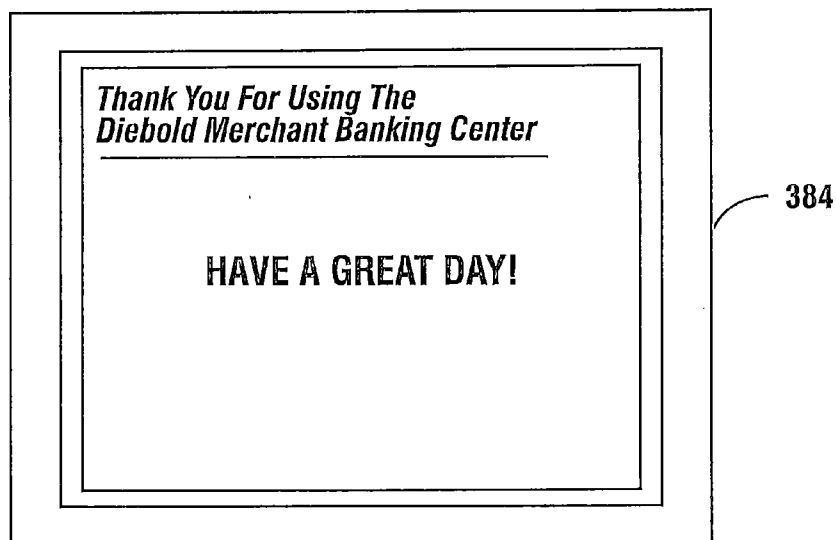 Thank You For Using The
Diebold Merchant Banking Center
HAVE A GREAT DAY!
384